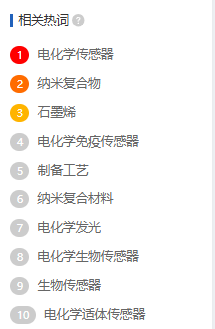 相关热词 ?
1 电化学传感器
2 纳米复合物
3 石墨烯
4 电化学免疫传感器
5 制备工艺
6 纳米复合材料
7 电化学发光
8 电化学生物传感器
9 生物传感器
10 电化学适体传感器